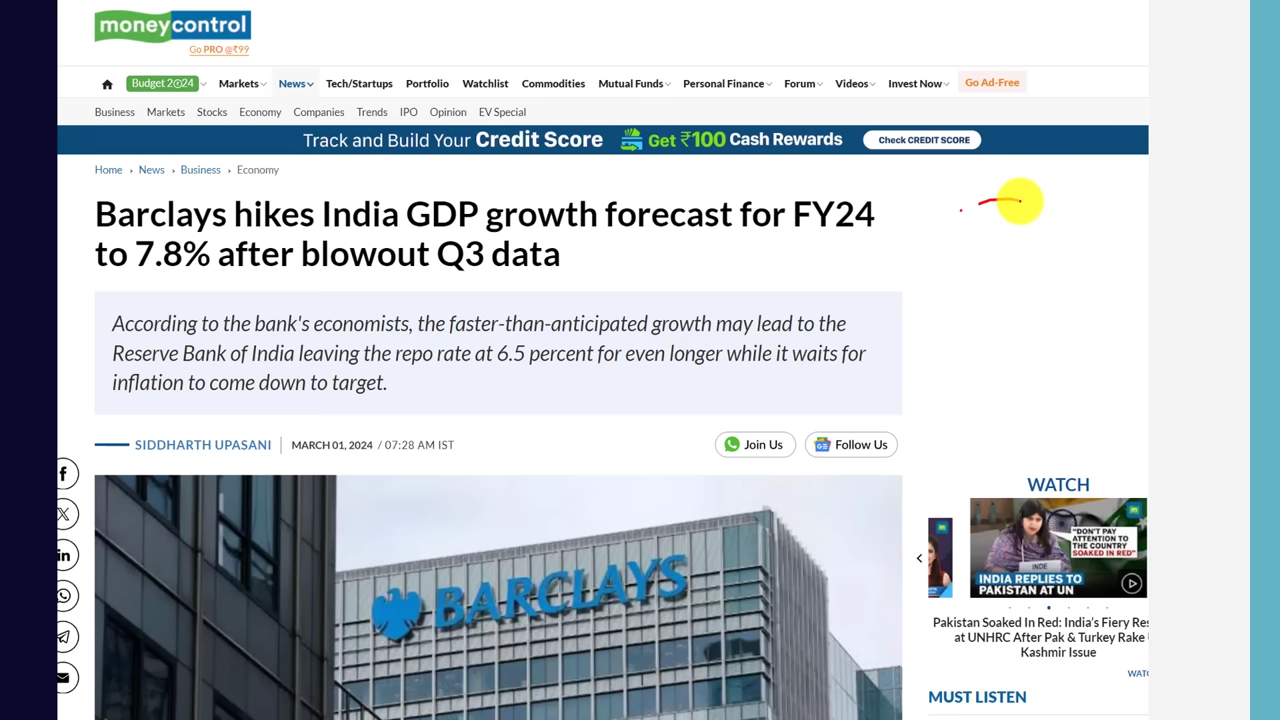 moneycontrol
Go PRO @₹99
Budget 2024 Markets News Tech/Startups Portfolio Watchlist Commodities Mutual Funds Personal Finance Forum Videos Invest Now Go Ad-Free
Business Markets Stocks Economy Companies Trends IPO Opinion EV Special
Track and Build Your Credit Score Get ₹100 Cash Rewards Check CREDIT SCORE
Home › News › Business › Economy
Barclays hikes India GDP growth forecast for FY24
to 7.8% after blowout Q3 data
According to the bank's economists, the faster-than-anticipated growth may lead to the
Reserve Bank of India leaving the repo rate at 6.5 percent for even longer while it waits for
inflation to come down to target.
SIDDHARTH UPASANI MARCH 01, 2024 / 07:28 AM IST
Join Us Follow Us
BARCLAYS
WATCH
"DON'T PAY
ATTENTION TO
THE COUNTRY
SOAKED IN RED"
INDE
INDIA REPLIES TO
PAKISTAN AT UN
Pakistan Soaked In Red: India's Fiery Res
at UNHRC After Pak & Turkey Rake
Kashmir Issue
WATC
MUST LISTEN